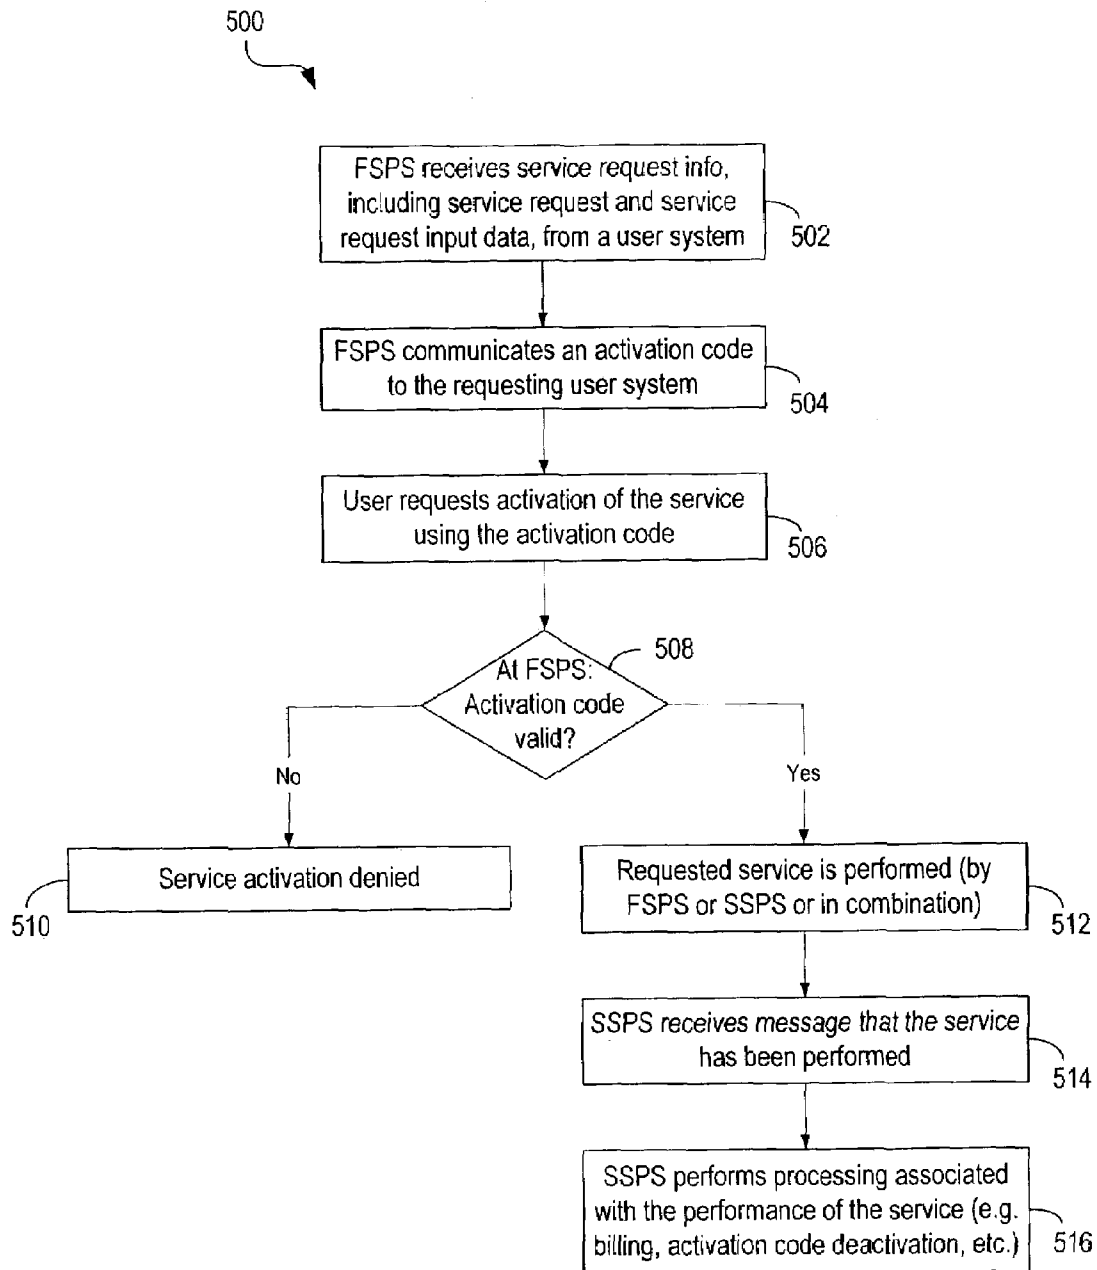 500
FSPS receives service request info,
including service request and service
request input data, from a user system
502
FSPS communicates an activation code
to the requesting user system
504
User requests activation of the service
using the activation code
506
At FSPS:
Activation code
valid?
508
No
Yes
Service activation denied
510
Requested service is performed (by
FSPS or SSPS or in combination)
512
SSPS receives message that the service
has been performed
514
SSPS performs processing associated
with the performance of the service (e.g.
billing, activation code deactivation, etc.)
516